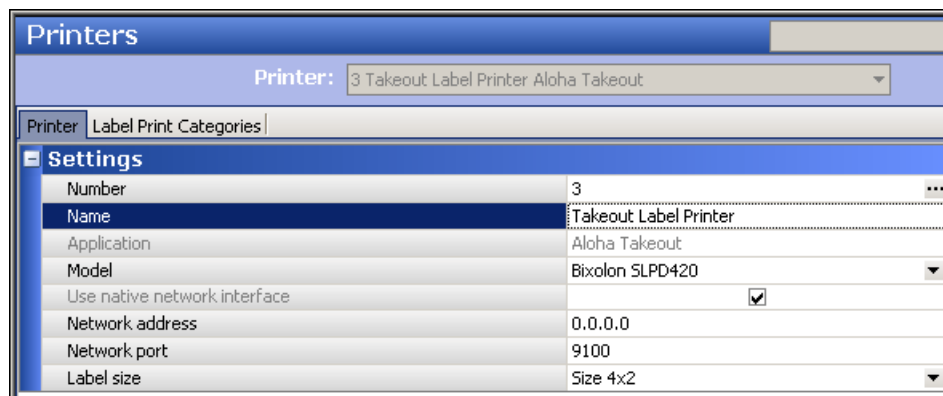 Printers
Printer: 3 Takeout Label Printer Aloha Takeout
Printer Label Print Categories
Settings
Number 3 ...
Name Takeout Label Printer
Application Aloha Takeout
Model Bixolon SLPD420
Use native network interface
Network address 0.0.0.0
Network port 9100
Label size Size 4x2